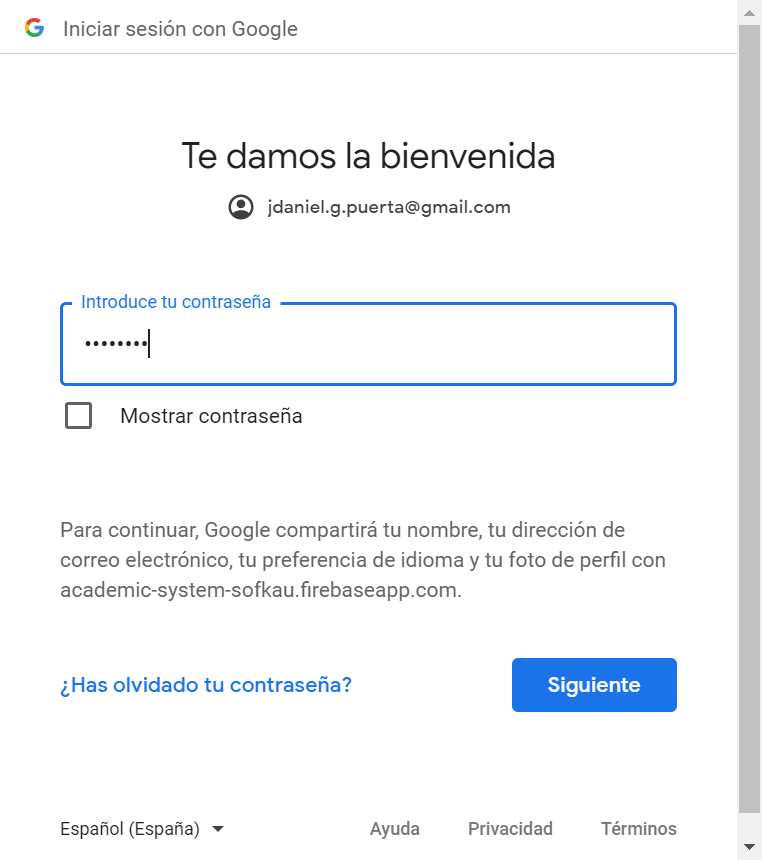 Iniciar sesión con Google
Te damos la bienvenida
jdaniel.g.puerta@gmail.com
Introduce tu contraseña
••••••••
Mostrar contraseña
Para continuar, Google compartirá tu nombre, tu dirección de
correo electrónico, tu preferencia de idioma y tu foto de perfil con
academic-system-sofkau.firebaseapp.com.
¿Has olvidado tu contraseña?
Siguiente
Español (España)
Ayuda
Privacidad
Términos